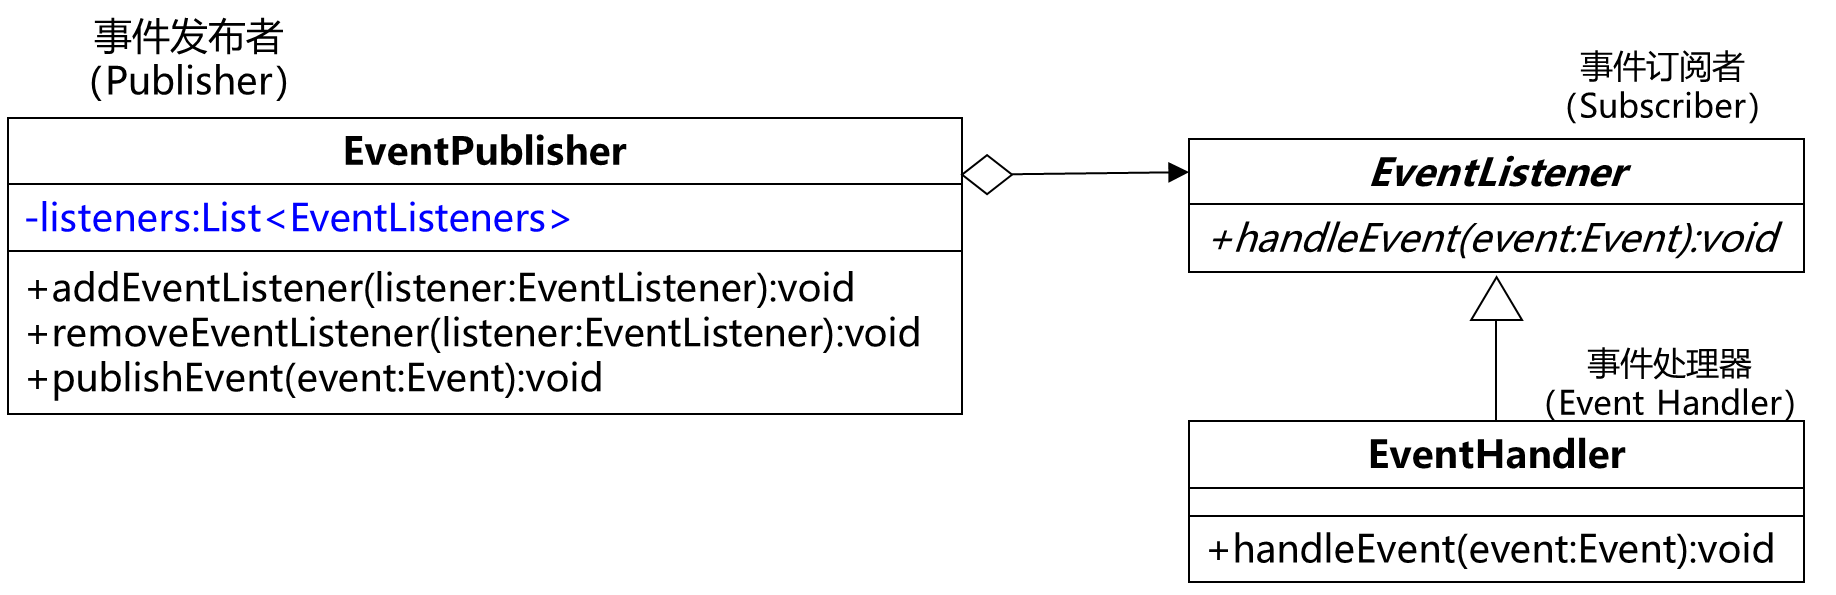 事件发布者
（Publisher）
EventPublisher
-listeners:List<EventListeners>
+addEventListener(listener:EventListener):void
+removeEventListener(listener:EventListener):void
+publishEvent(event:Event):void
事件订阅者
（Subscriber）
EventListener
+handleEvent(event:Event):void
事件处理器
（Event Handler）
EventHandler
+handleEvent(event:Event):void